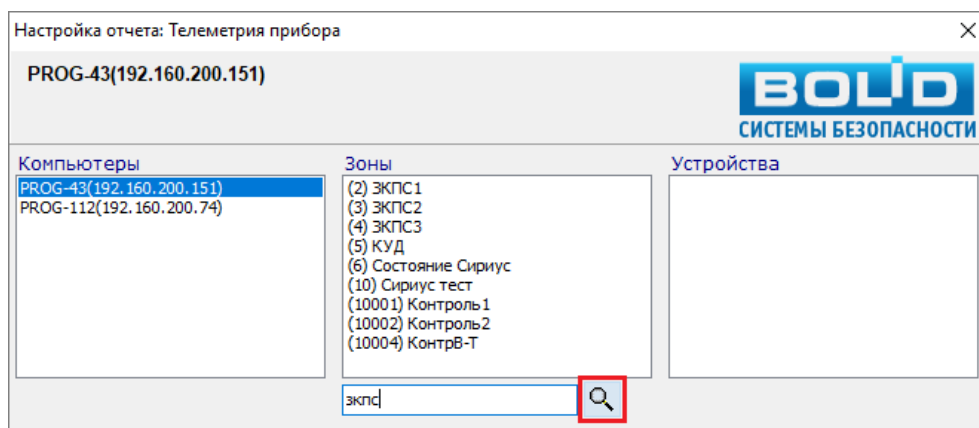 Настройка отчета: Телеметрия прибора
PROG-43(192.160.200.151)
BOLID
СИСТЕМЫ БЕЗОПАСНОСТИ
Компьютеры
PROG-43(192.160.200.151)
PROG-112(192.160.200.74)
Зоны
(2) ЗКПС1
(3) ЗКПС2
(4) ЗКПС3
(5) КУД
(6) Состояние Сириус
(10) Сириус тест
(10001) Контроль1
(10002) Контроль2
(10004) КонтрВ-Т
зкпс
Устройства